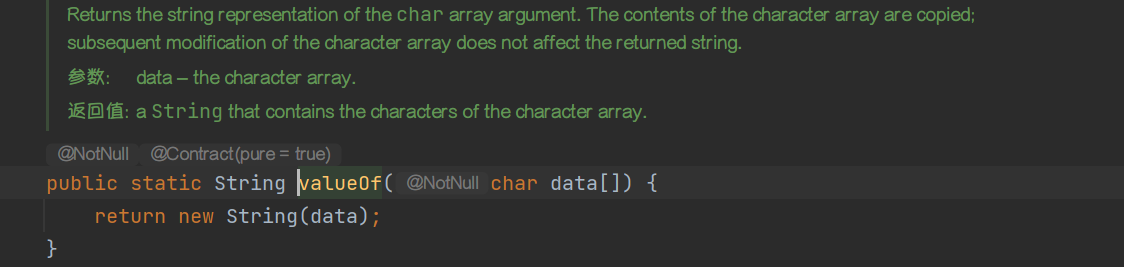 Returns the string representation of the char array argument. The contents of the character array are copied;
subsequent modification of the character array does not affect the returned string.
参数: data – the character array.
返回值: a String that contains the characters of the character array.
@NotNull @Contract(pure = true)
public static String valueOf( @NotNull char data[]) {
    return new String(data);
}